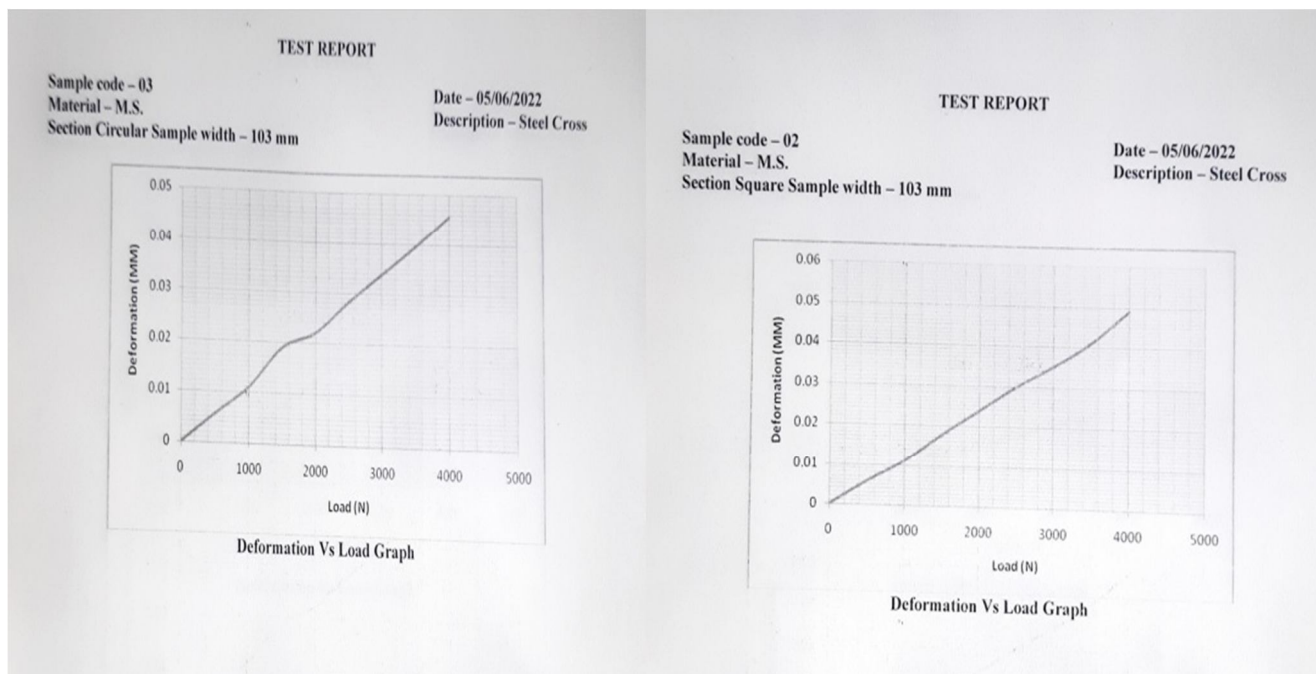 TEST REPORT
Sample code – 03
Material – M.S.
Section Circular Sample width – 103 mm
Date – 05/06/2022
Description – Steel Cross
0.05
0.04
0.03
0.02
0.01
0
Deformation (MM)
0 1000 2000 3000 4000 5000
Load (N)
Deformation Vs Load Graph
TEST REPORT
Sample code – 02
Material – M.S.
Section Square Sample width – 103 mm
Date – 05/06/2022
Description – Steel Cross
0.06
0.05
0.04
0.03
0.02
0.01
0
Deformation (MM)
0 1000 2000 3000 4000 5000
Load (N)
Deformation Vs Load Graph